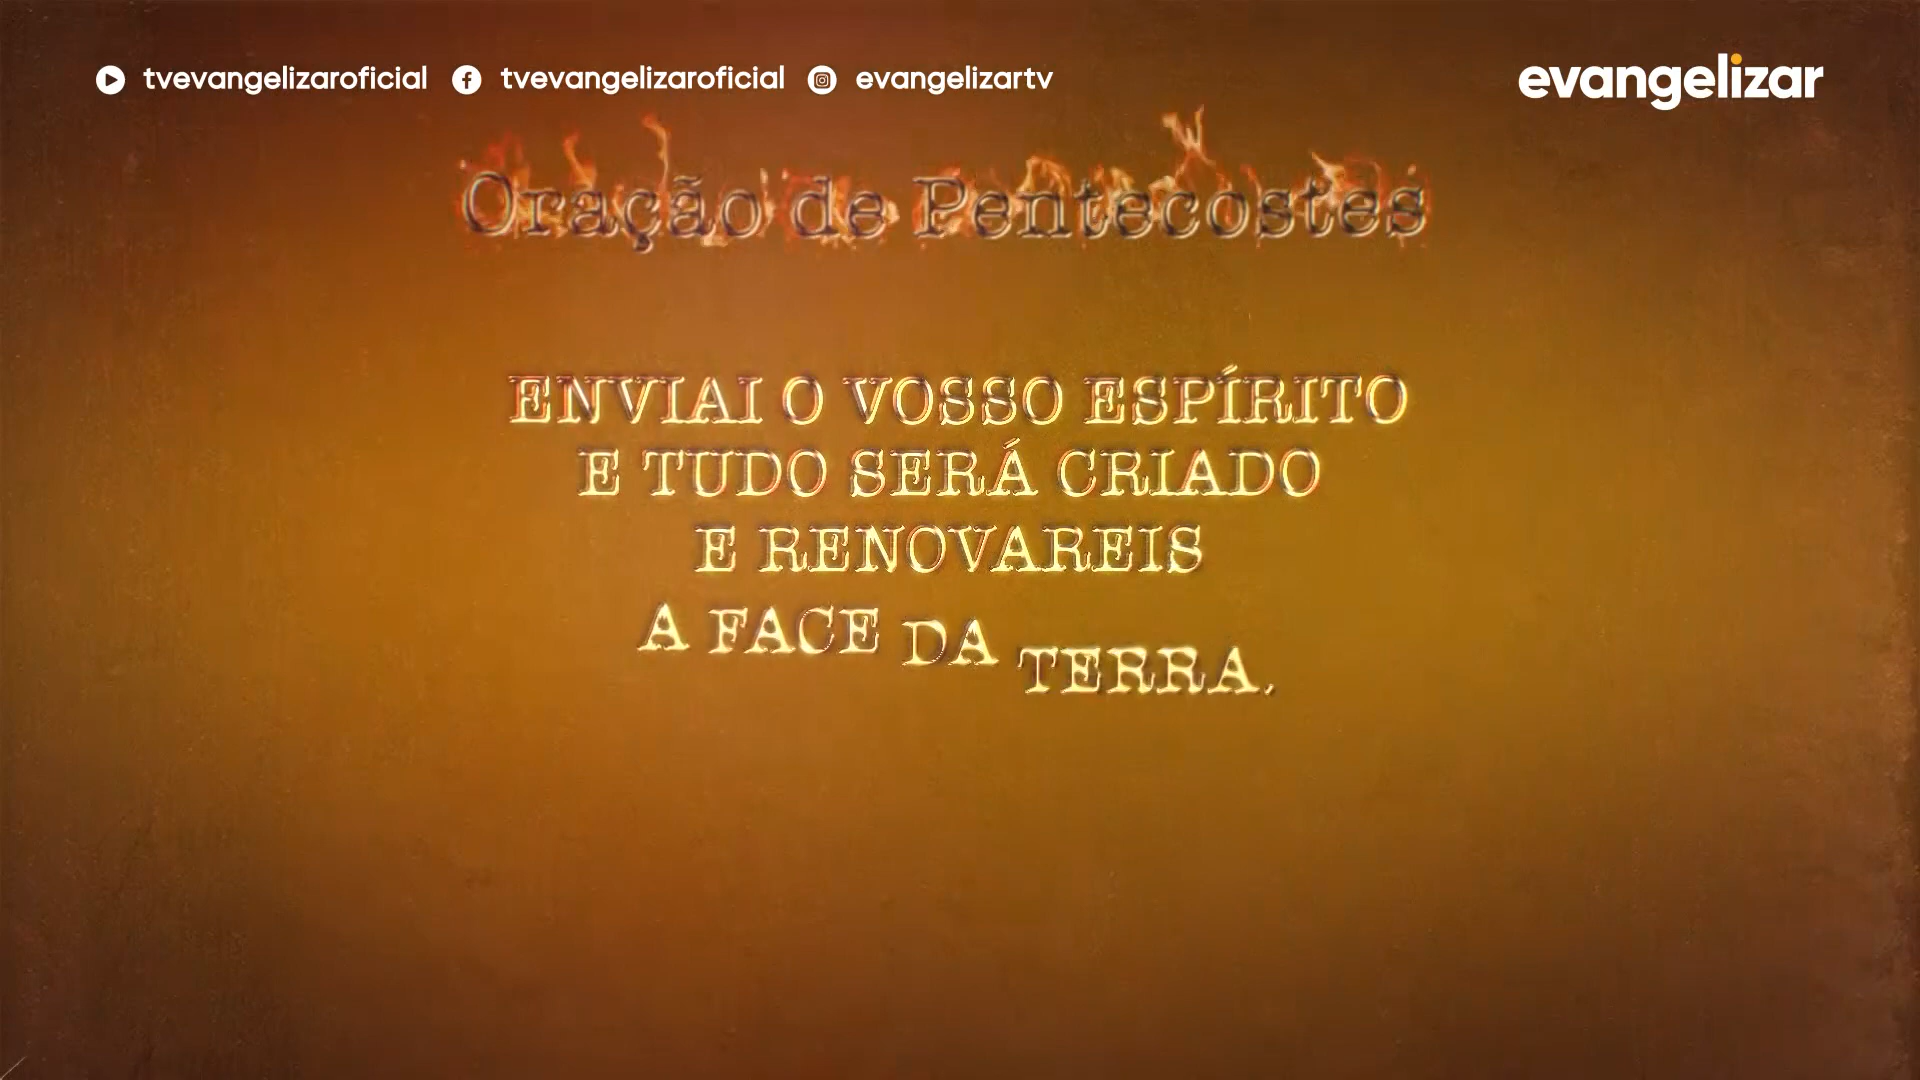 tvevangelizaroficial tvevangelizaroficial evangelizartv evangelizar
Oração de Pentecostes
ENVIAI O VOSSO ESPÍRITO
E TUDO SERÁ CRIADO
E RENOVAREIS
A FACE DA TERRA.